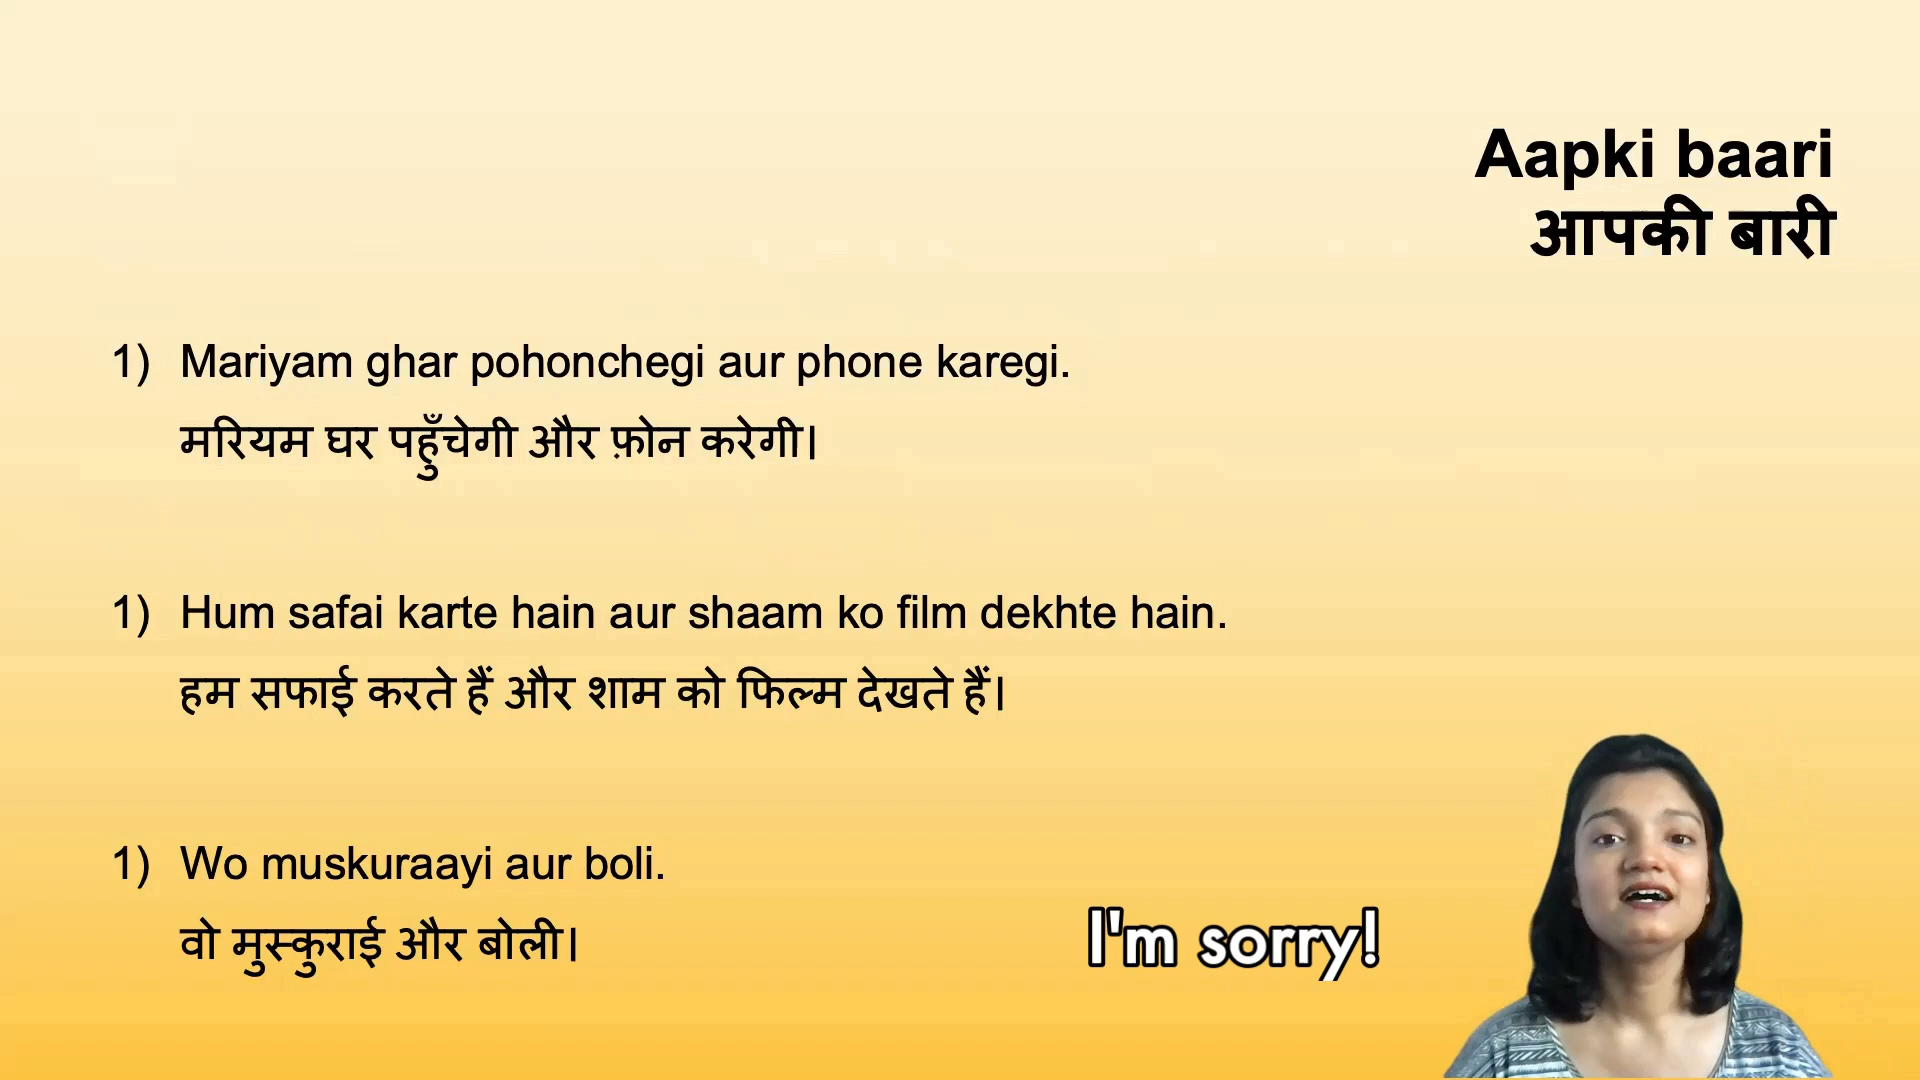 Aapki baari
आपकी बारी
1) Mariyam ghar pohonchegi aur phone karegi.
मरियम घर पहुँचेगी और फ़ोन करेगी।
1) Hum safai karte hain aur shaam ko film dekhte hain.
हम सफाई करते हैं और शाम को फिल्म देखते हैं।
1) Wo muskuraayi aur boli.
वो मुस्कुराई और बोली।
I'm sorry!